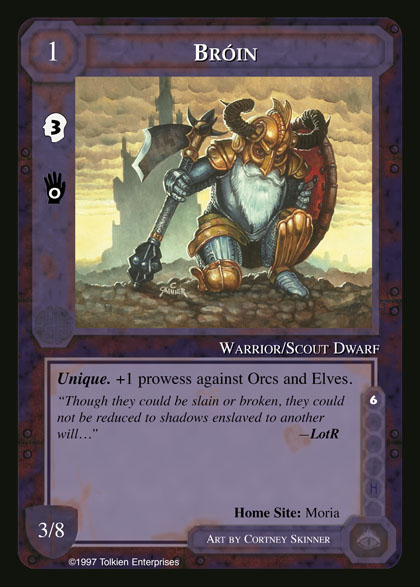 1
BRÓIN
3
C
SKINNER
WARRIOR/SCOUT DWARF
Unique. +1 prowess against Orcs and Elves.
“Though they could be slain or broken, they could
not be reduced to shadows enslaved to another
will…” —LotR
6
H
Home Site: Moria
3/8
ART BY CORTNEY SKINNER
©1997 Tolkien Enterprises